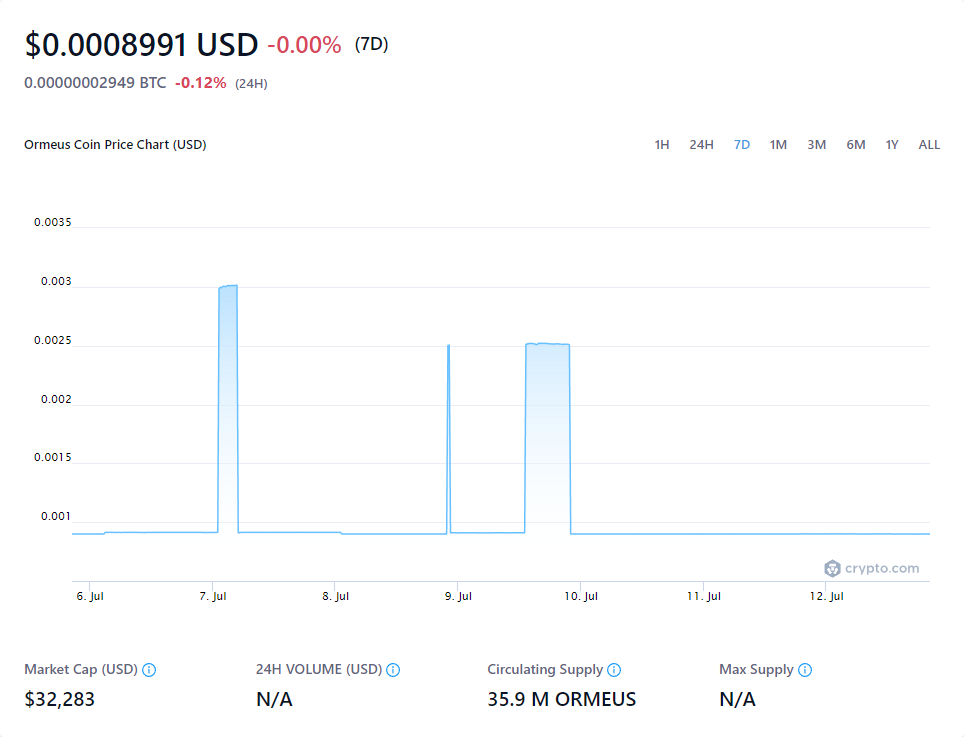 $0.0008991 USD -0.00% (7D)
0.00000002949 BTC -0.12% (24H)
Ormeus Coin Price Chart (USD) 1H 24H 7D 1M 3M 6M 1Y ALL
0.0035
0.003
0.0025
0.002
0.0015
0.001
crypto.com
6. Jul 7. Jul 8. Jul 9. Jul 10. Jul 11. Jul 12. Jul
Market Cap (USD) 24H VOLUME (USD) Circulating Supply Max Supply
$32,283 N/A 35.9 M ORMEUS N/A